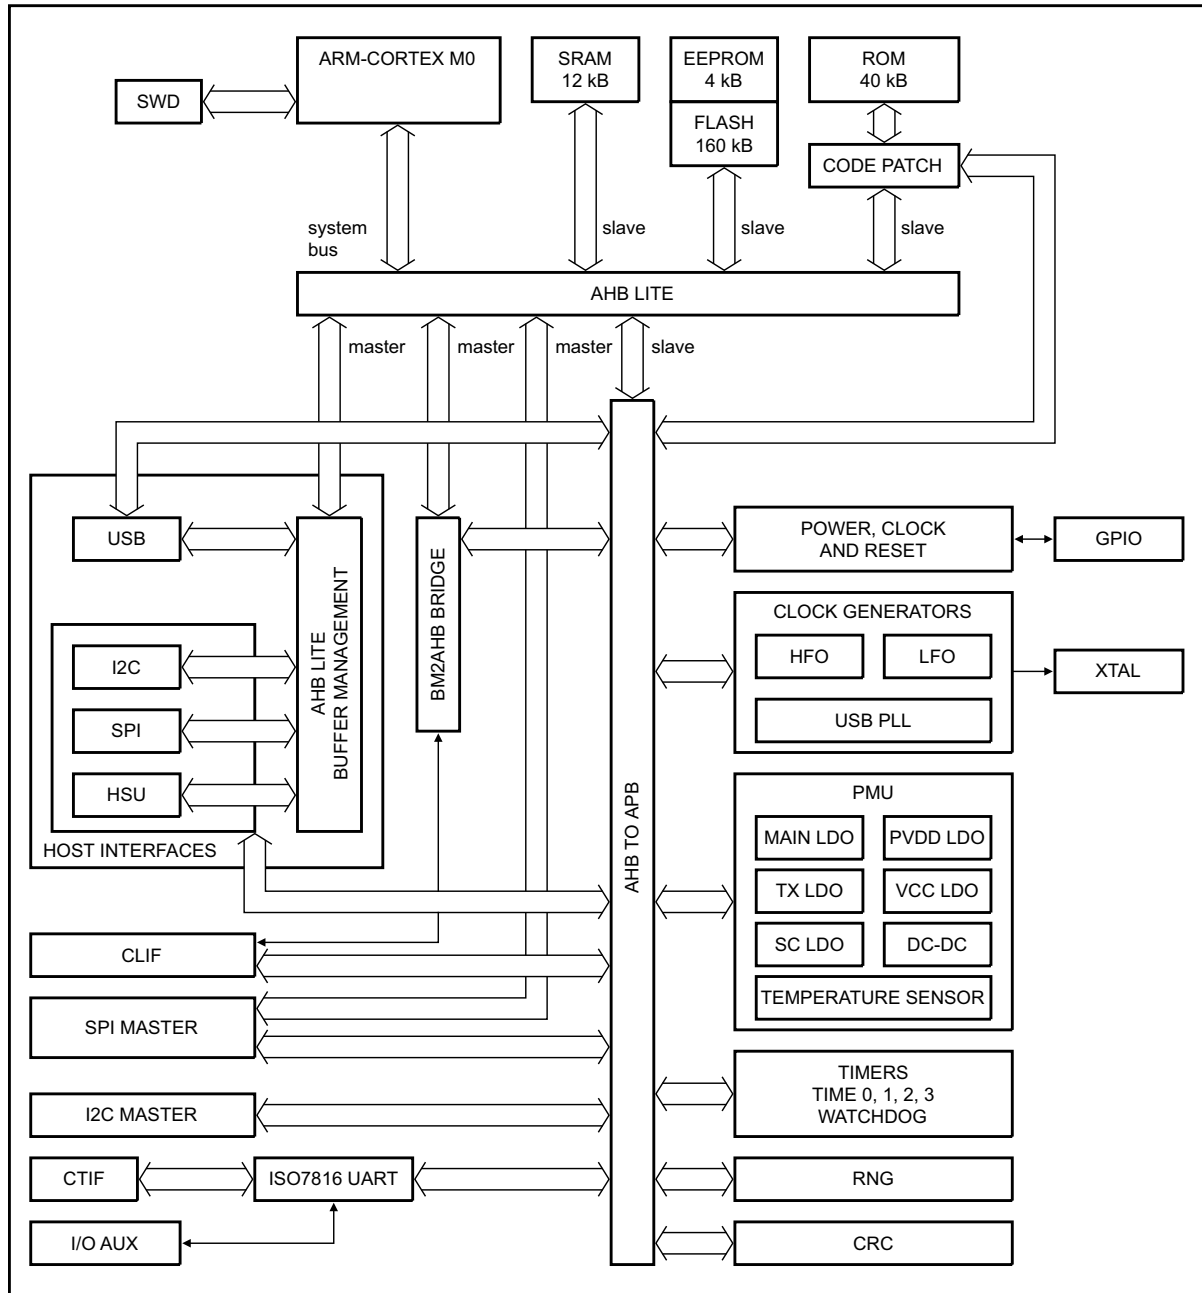 ARM-CORTEX M0
SWD
SRAM
12 kB
EEPROM
4 kB
FLASH
160 kB
ROM
40 kB
CODE PATCH
system
bus
slave
slave
slave
AHB LITE
master
master
master
slave
USB
I2C
SPI
HSU
HOST INTERFACES
AHB LITE
BUFFER MANAGEMENT
BM2AHB BRIDGE
AHB TO APB
POWER, CLOCK
AND RESET
GPIO
CLOCK GENERATORS
HFO
LFO
USB PLL
XTAL
PMU
MAIN LDO
PVDD LDO
TX LDO
VCC LDO
SC LDO
DC-DC
TEMPERATURE SENSOR
CLIF
SPI MASTER
I2C MASTER
CTIF
ISO7816 UART
I/O AUX
TIMERS
TIME 0, 1, 2, 3
WATCHDOG
RNG
CRC